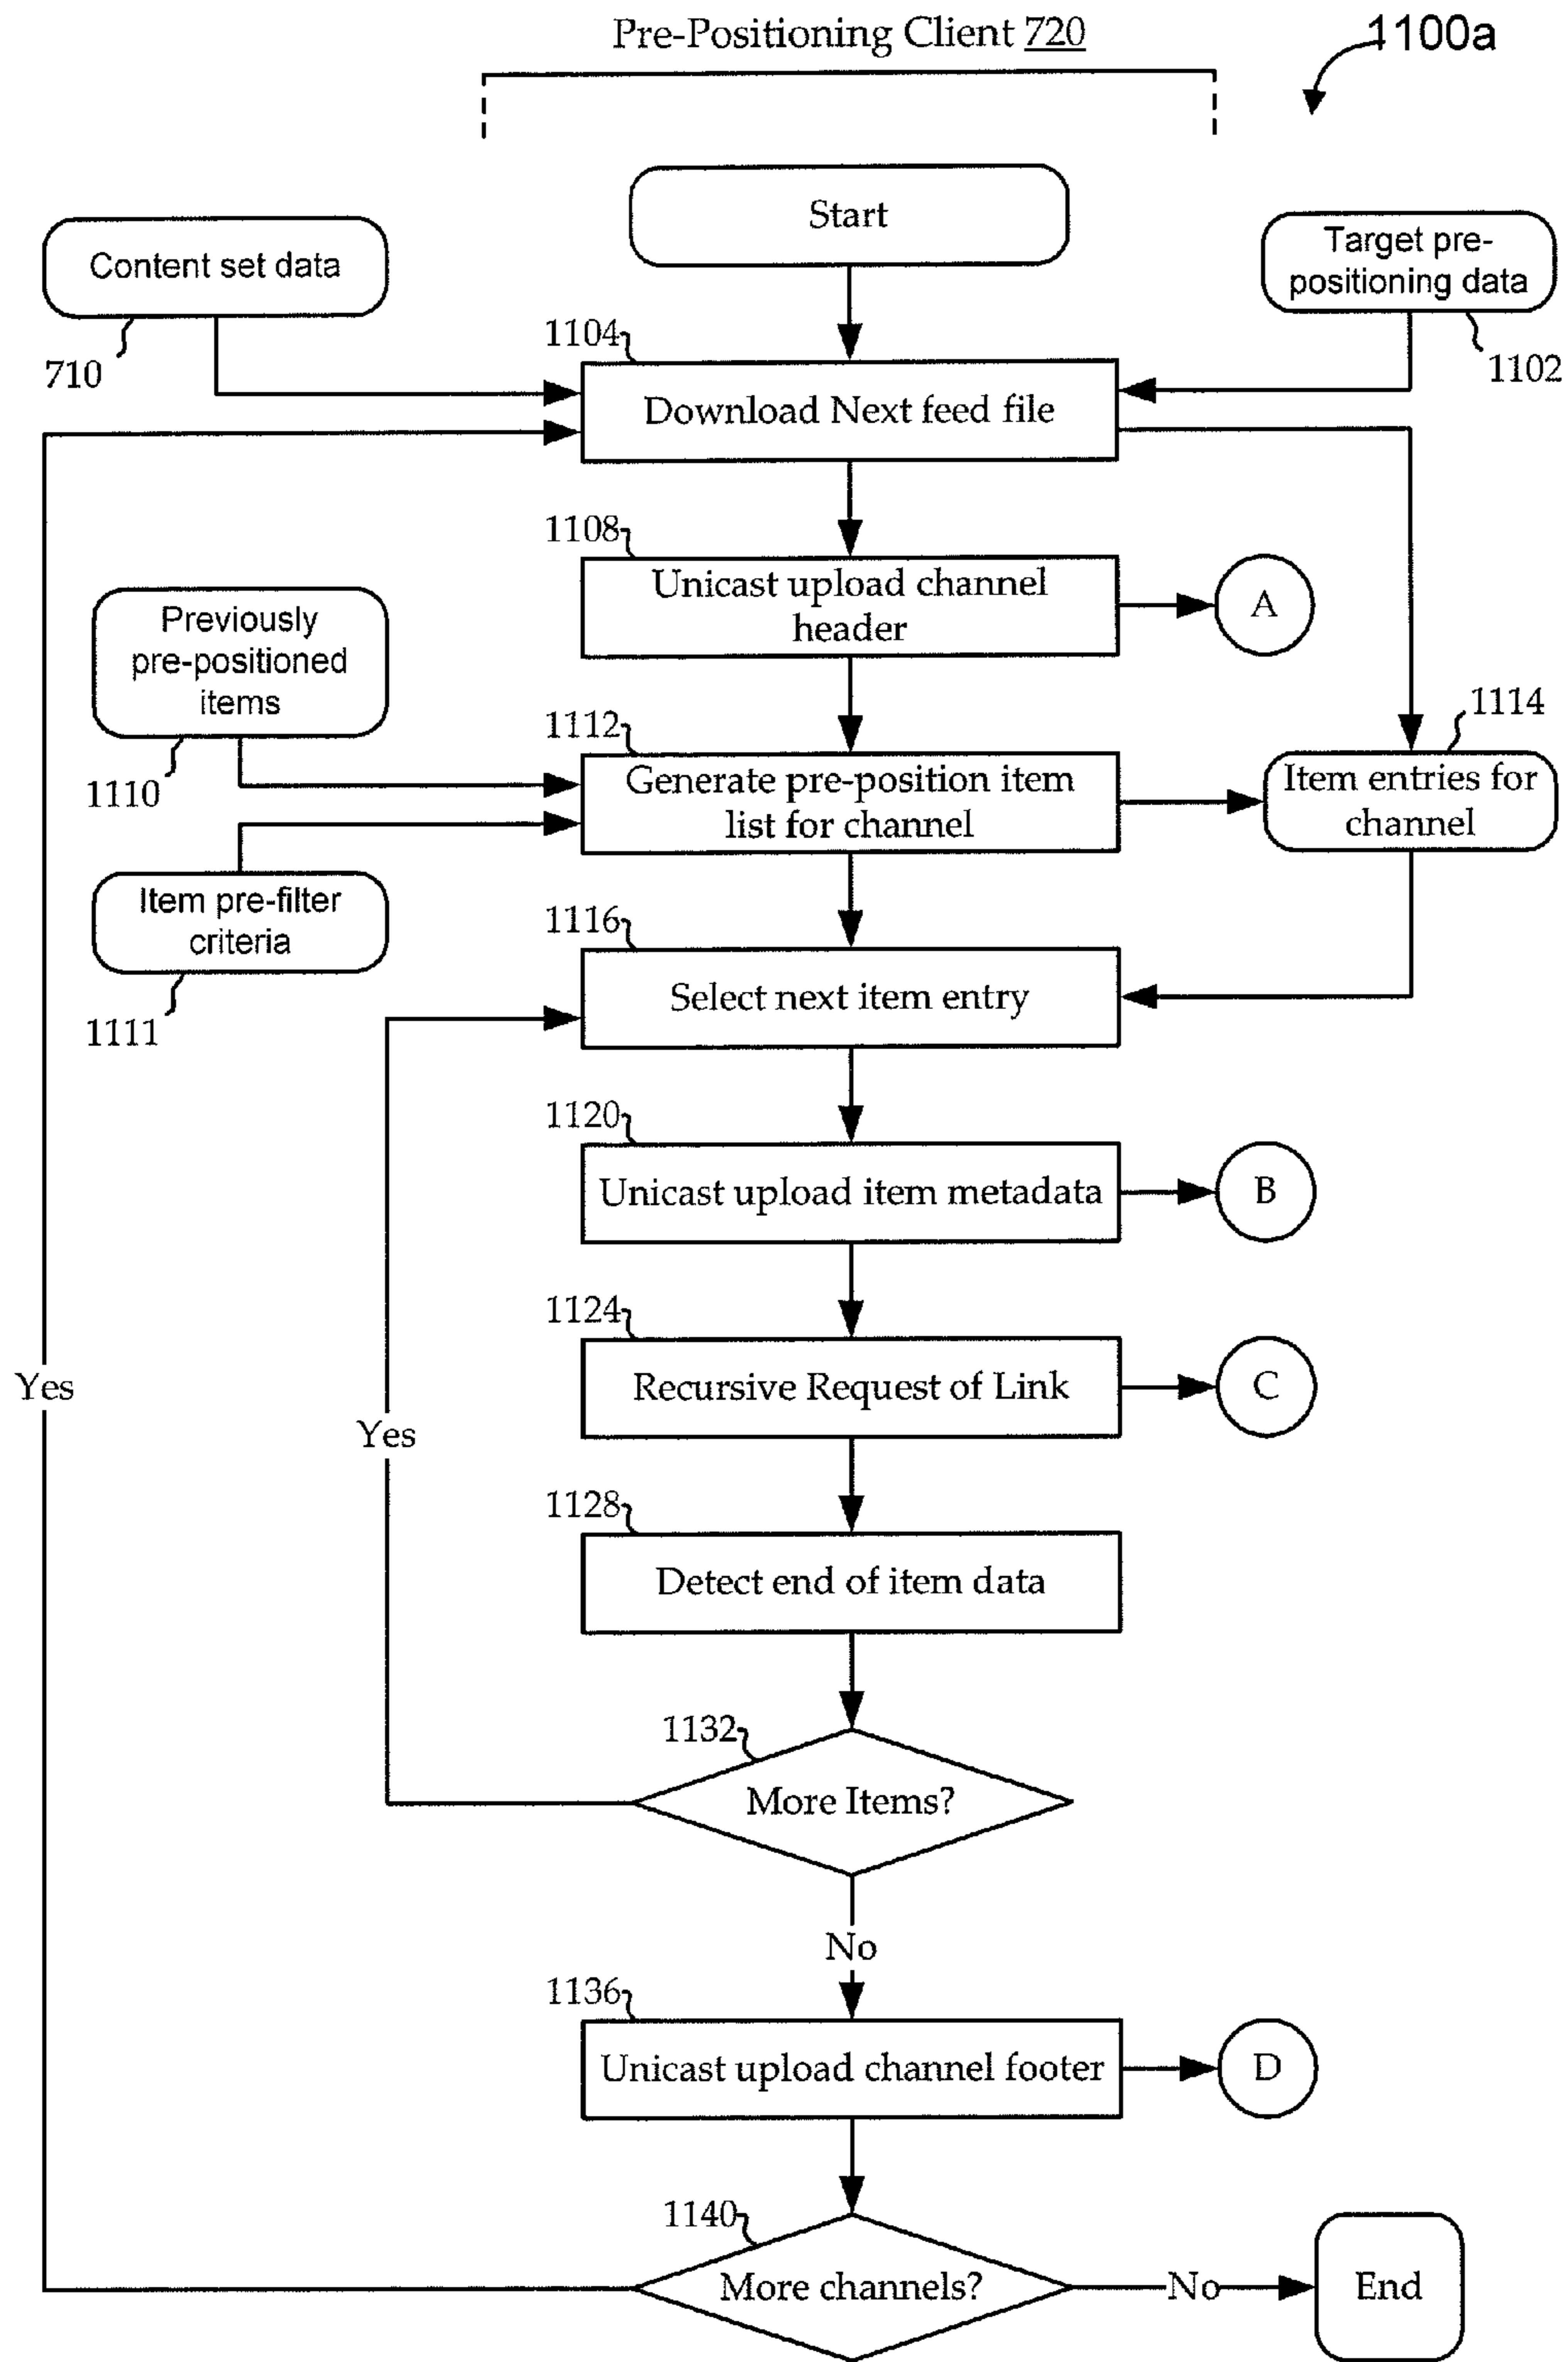 Pre-Positioning Client 720
1100a
Start
Content set data
710
Target pre-
positioning data
1102
1104
Download Next feed file
1108
Unicast upload channel
header
A
Previously
pre-positioned
items
1110
1112
Generate pre-position item
list for channel
1114
Item entries for
channel
Item pre-filter
criteria
1111
1116
Select next item entry
1120
Unicast upload item metadata
B
1124
Recursive Request of Link
C
Yes
Yes
1128
Detect end of item data
1132
More Items?
No
1136
Unicast upload channel footer
D
1140
More channels?
No
End